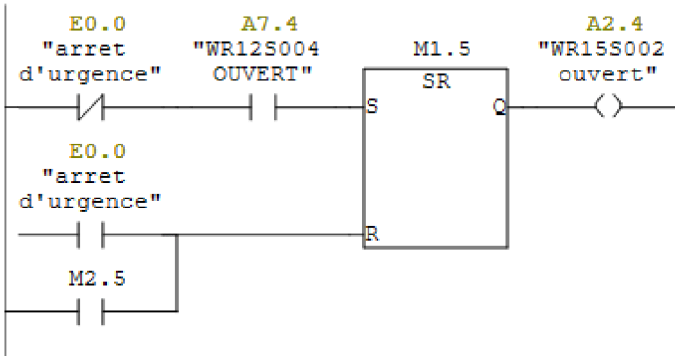 E0.0 A7.4 A2.4
"arret "WR12S004 M1.5 "WR15S002
d'urgence" OUVERT" ouvert"
SR
S Q
E0.0
"arret
d'urgence"
R
M2.5